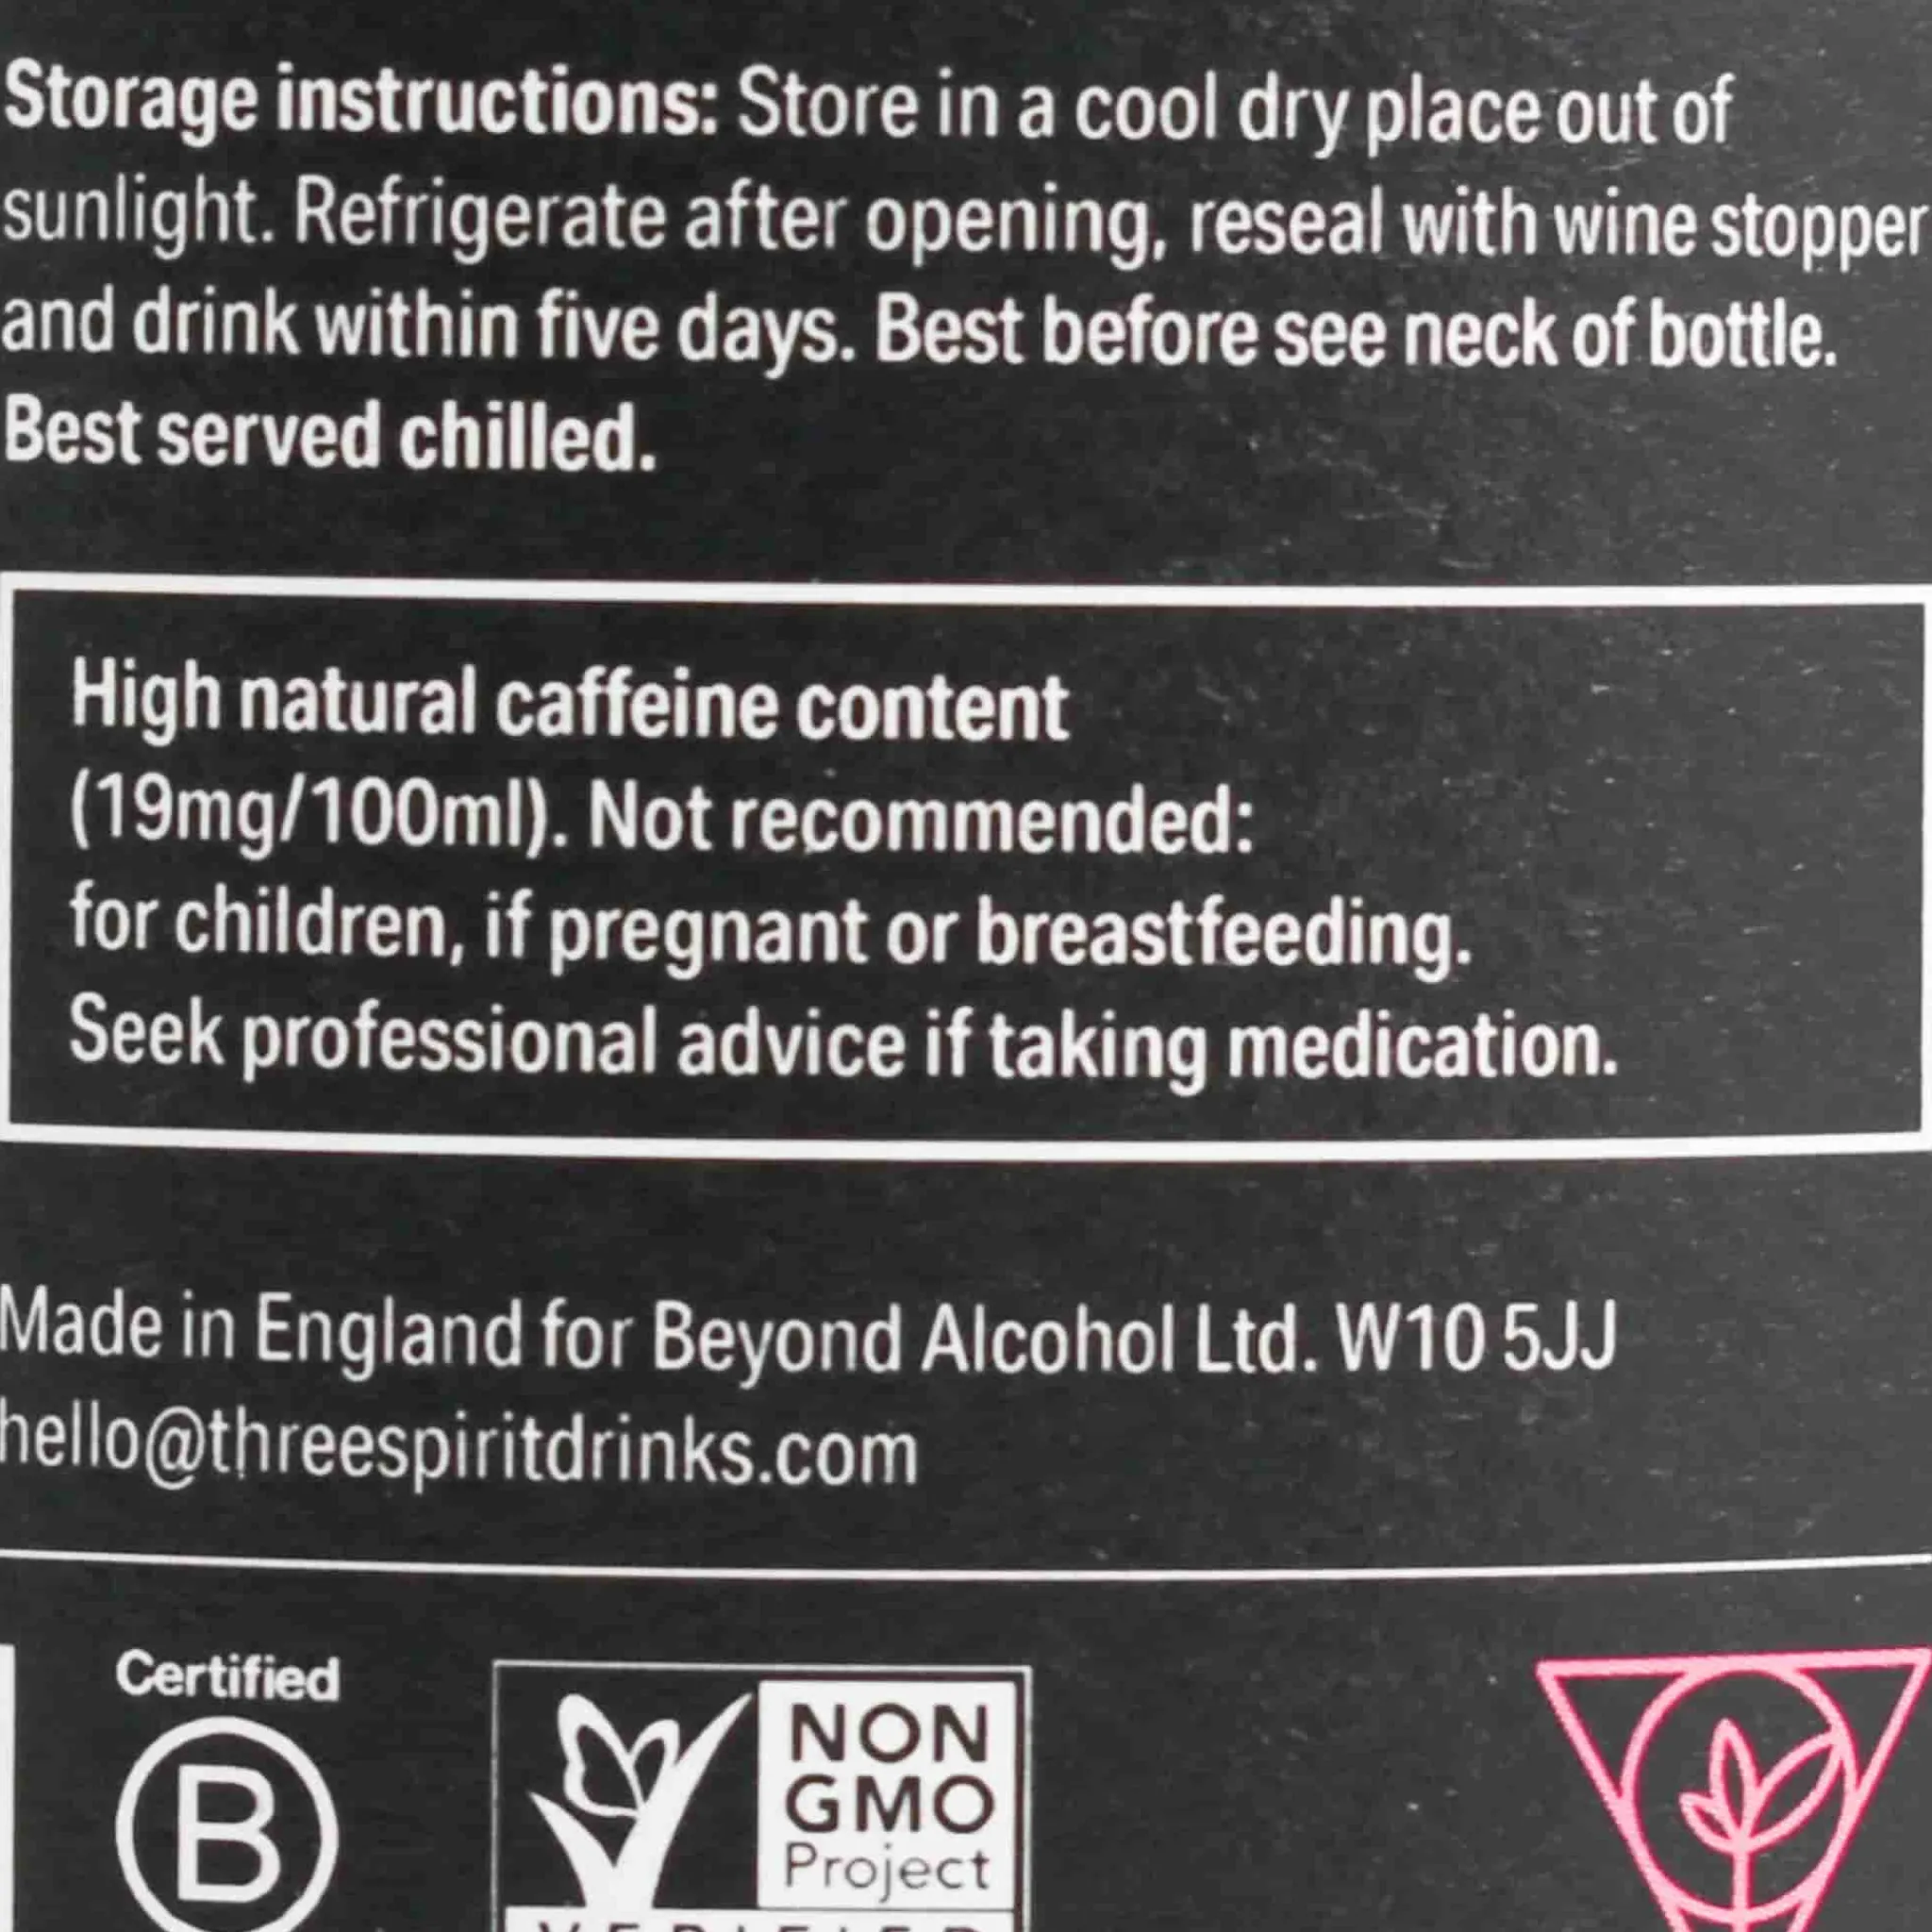 Storage instructions: Store in a cool dry place out of
sunlight. Refrigerate after opening, reseal with wine stopper
and drink within five days. Best before see neck of bottle.
Best served chilled.
High natural caffeine content
(19mg/100ml). Not recommended:
for children, if pregnant or breastfeeding.
Seek professional advice if taking medication.
Made in England for Beyond Alcohol Ltd. W10 5JJ
hello@threespiritdrinks.com
Certified
B
NON
GMO
Project
VERIFIED